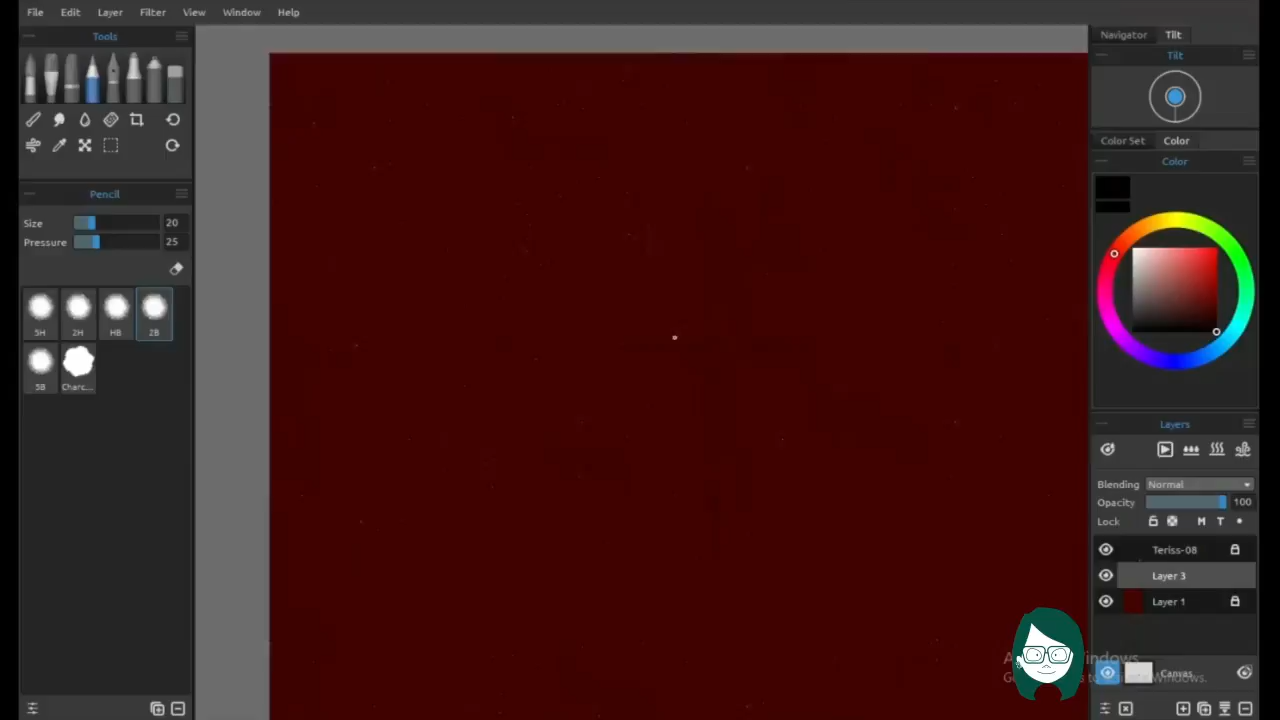 File Edit Layer Filter View Window Help
Tools
Pencil
Size 20
Pressure 25
5H 2H HB 2B
5B Charc...
Navigator Tilt
Tilt
Color Set Color
Color
Layers
Blending Normal
Opacity 100
Lock M T
Teriss-08
Layer 3
Layer 1
Canvas